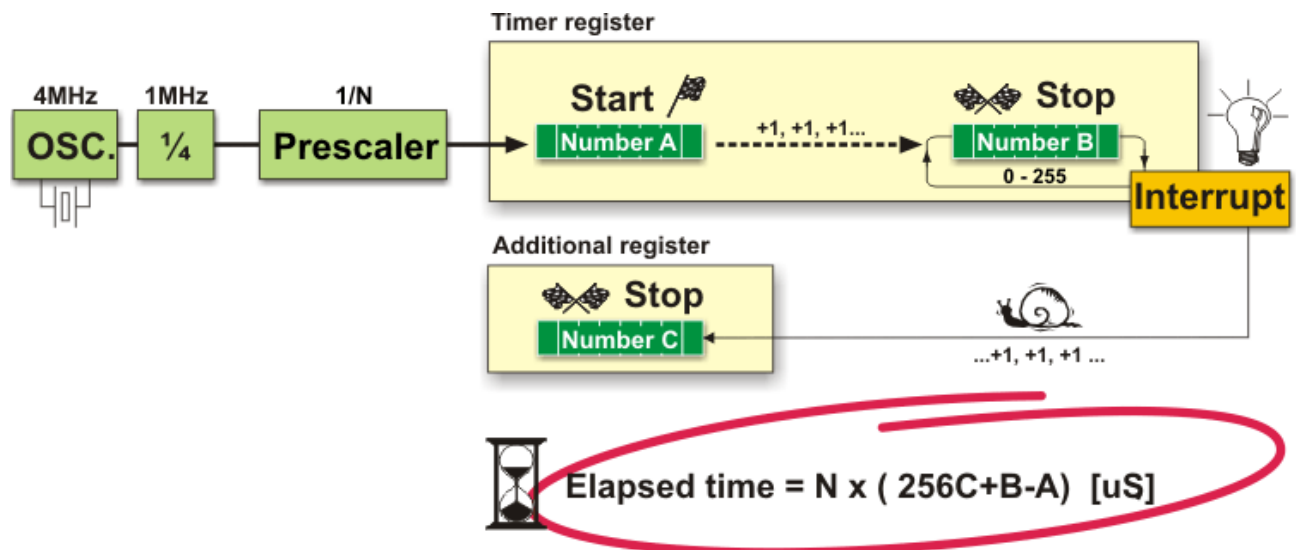 Timer register
4MHz 1MHz 1/N
OSC. ¼ Prescaler
Start Stop
Number A +1, +1, +1... Number B
0 - 255
Interrupt
Additional register
Stop
Number C
...+1, +1, +1 ...
Elapsed time = N x ( 256C+B-A) [uS]